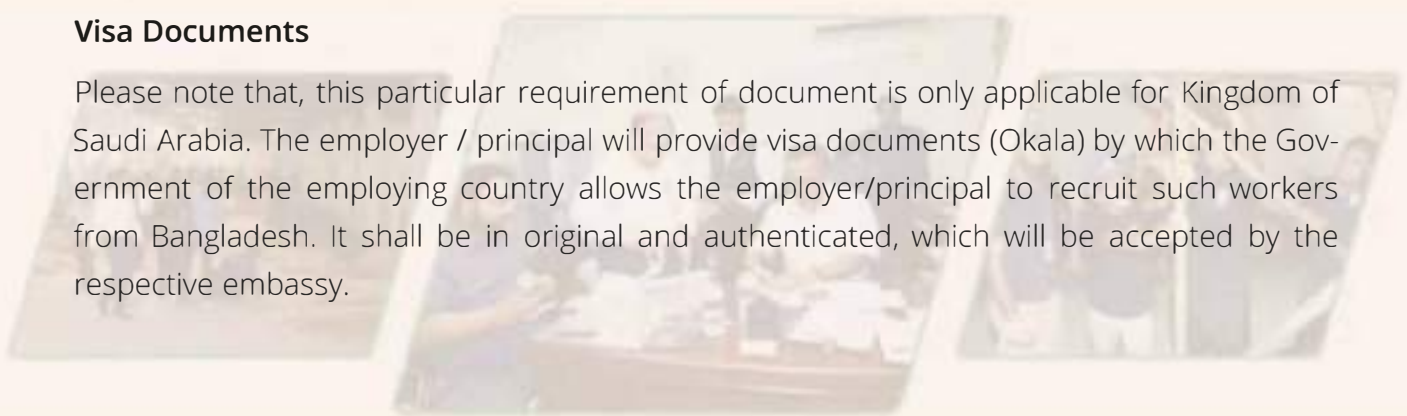 Visa Documents
Please note that, this particular requirement of document is only applicable for Kingdom of
Saudi Arabia. The employer / principal will provide visa documents (Okala) by which the Gov-
ernment of the employing country allows the employer/principal to recruit such workers
from Bangladesh. It shall be in original and authenticated, which will be accepted by the
respective embassy.